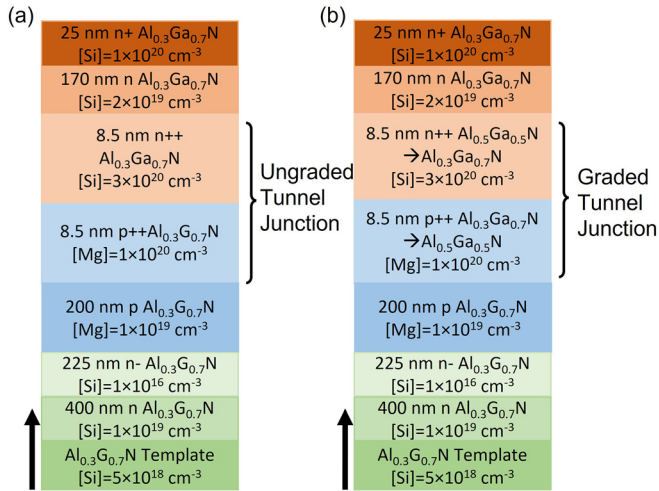 (a)
25 nm n+ Al0.3Ga0.7N
[Si]=1×10^20 cm^-3
170 nm n Al0.3Ga0.7N
[Si]=2×10^19 cm^-3
8.5 nm n++
Al0.3Ga0.7N
[Si]=3×10^20 cm^-3
8.5 nm p++Al0.3G0.7N
[Mg]=1×10^20 cm^-3
Ungraded
Tunnel
Junction
200 nm p Al0.3G0.7N
[Mg]=1×10^19 cm^-3
225 nm n- Al0.3G0.7N
[Si]=1×10^16 cm^-3
400 nm n Al0.3G0.7N
[Si]=1×10^19 cm^-3
Al0.3G0.7N Template
[Si]=5×10^18 cm^-3
(b)
25 nm n+ Al0.3Ga0.7N
[Si]=1×10^20 cm^-3
170 nm n Al0.3Ga0.7N
[Si]=2×10^19 cm^-3
8.5 nm n++ Al0.5Ga0.5N
→Al0.3Ga0.7N
[Si]=3×10^20 cm^-3
8.5 nm p++ Al0.3Ga0.7N
→Al0.5Ga0.5N
[Mg]=1×10^20 cm^-3
Graded
Tunnel
Junction
200 nm p Al0.3G0.7N
[Mg]=1×10^19 cm^-3
225 nm n- Al0.3G0.7N
[Si]=1×10^16 cm^-3
400 nm n Al0.3G0.7N
[Si]=1×10^19 cm^-3
Al0.3G0.7N Template
[Si]=5×10^18 cm^-3